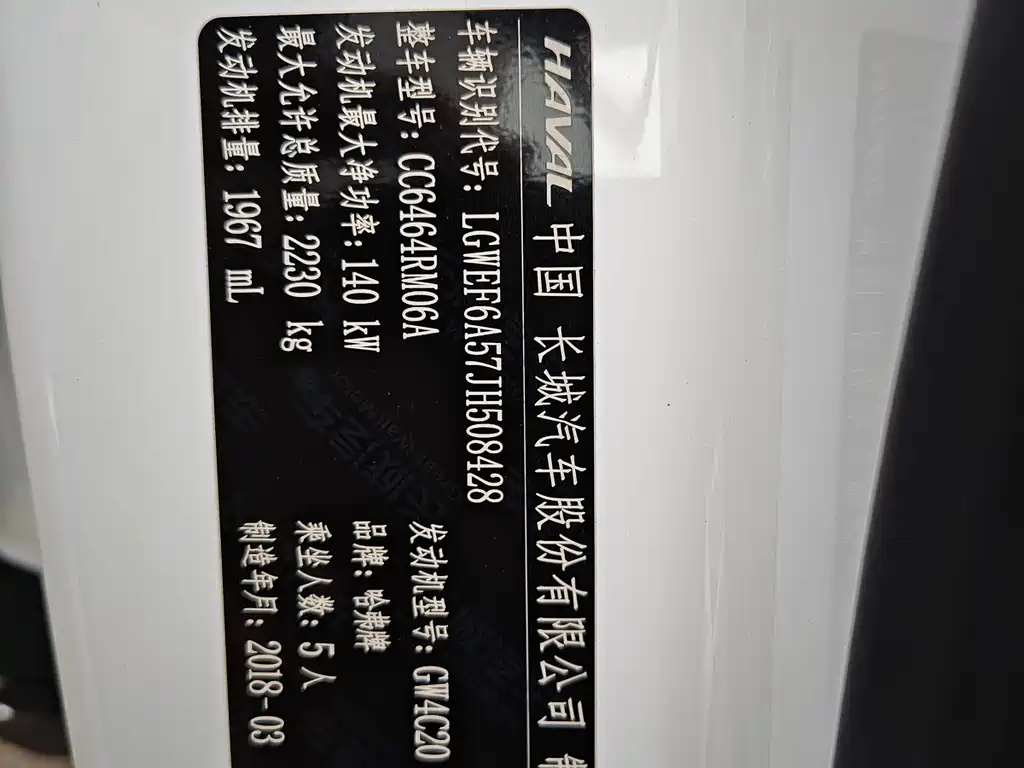 HAVAL 中国 长城汽车股份有限公司
车辆识别代号: LGWEF6A57JH508428
整车型号: CC6464RM06A 发动机型号: GW4C20
发动机最大净功率: 140 kW 品牌: 哈弗牌
最大允许总质量: 2230 kg 乘坐人数: 5人
发动机排量: 1967 mL 制造年月: 2018-03